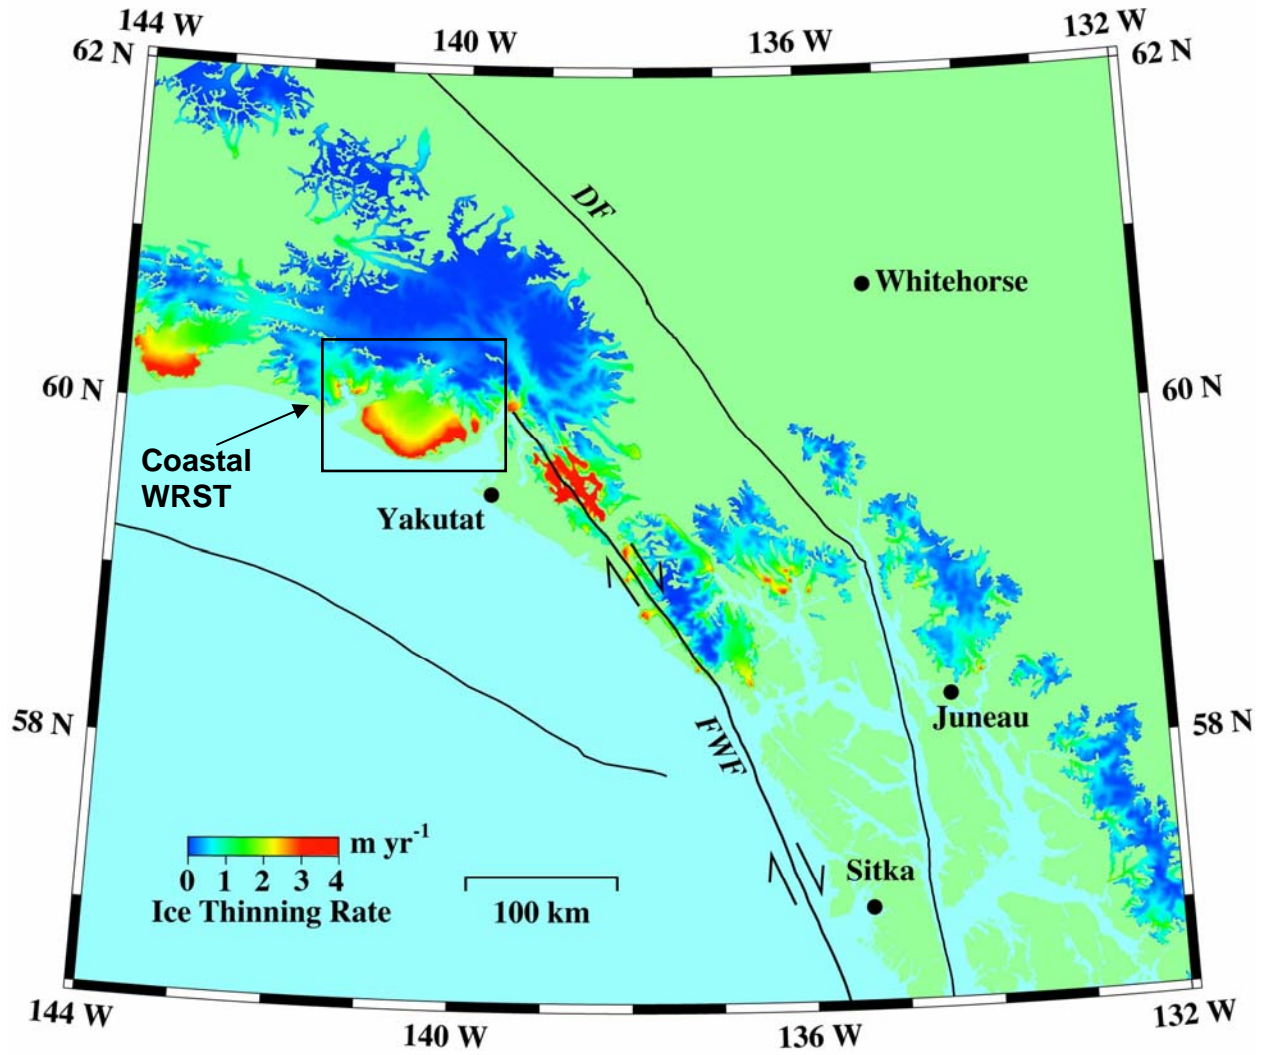 144 W
140 W
136 W
132 W
62 N
62 N
DF
Whitehorse
60 N
60 N
Coastal
WRST
Yakutat
58 N
58 N
Juneau
FWF
m yr-1
0 1 2 3 4
Ice Thinning Rate
100 km
Sitka
144 W
140 W
136 W
132 W